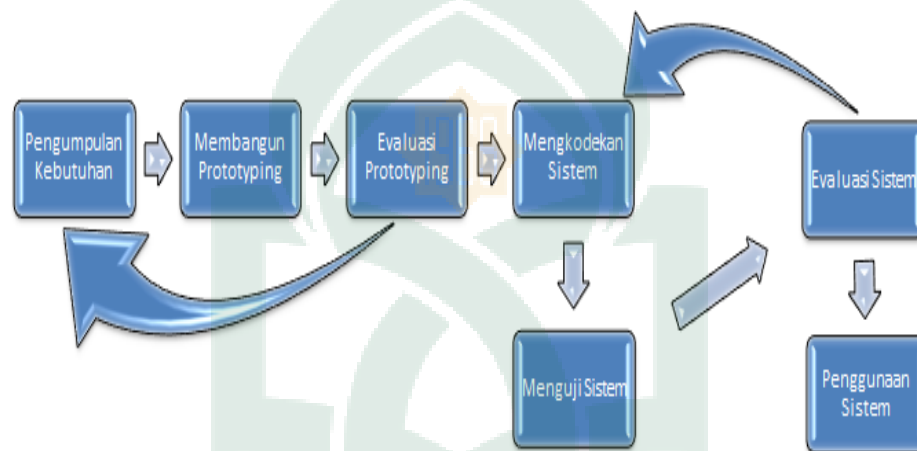 Pengumpulan
Kebutuhan
Membangun
Prototyping
Evaluasi
Prototyping
Mengkodekan
Sistem
Evaluasi Sistem
Menguji Sistem
Penggunaan
Sistem